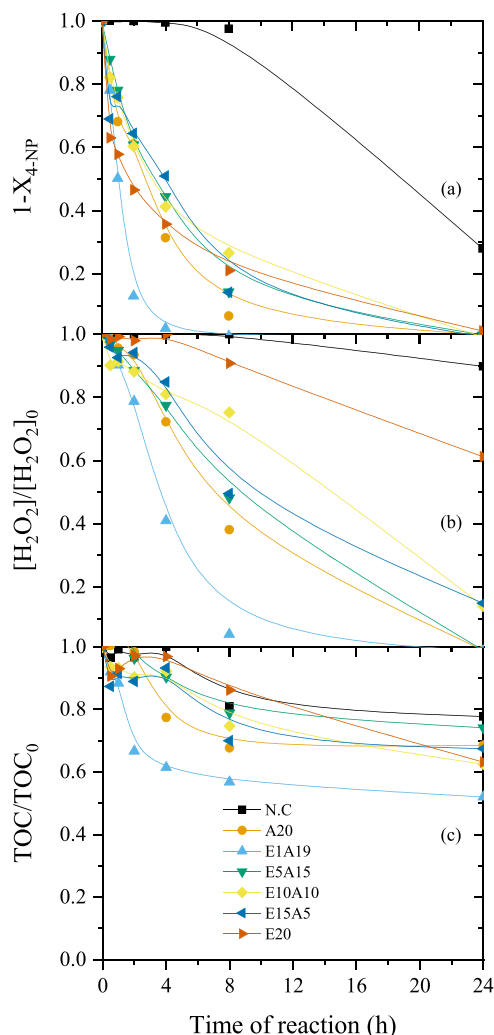 1.0
0.8
0.6
0.4
0.2
1-X4-NP
(a)
1.0
0.8
0.6
0.4
0.2
[H2O2]/[H2O2]0
(b)
1.0
0.8
0.6
0.4
0.2
0.0
TOC/TOC0
N.C
A20
E1A19
E5A15
E10A10
E15A5
E20
(c)
0 4 8 12 16 20 24
Time of reaction (h)